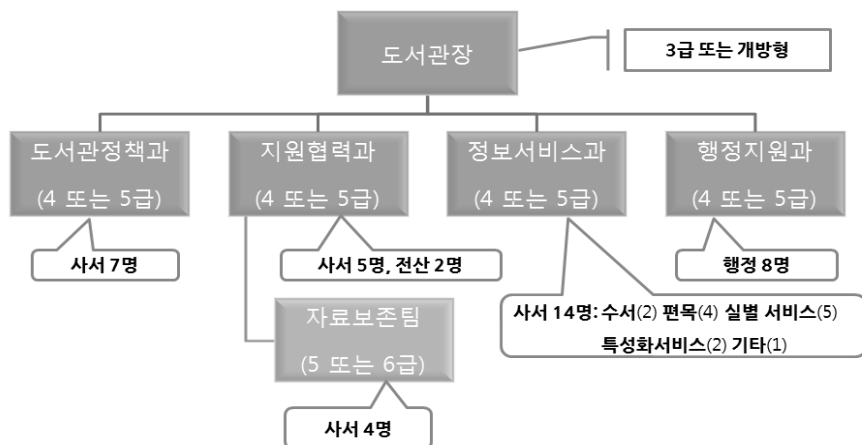 도서관장
3급 또는 개방형
도서관정책과
(4 또는 5급)
지원협력과
(4 또는 5급)
정보서비스과
(4 또는 5급)
행정지원과
(4 또는 5급)
사서 7명
사서 5명, 전산 2명
행정 8명
사서 14명: 수서(2) 편목(4) 실별 서비스(5)
특성화서비스(2) 기타(1)
자료보존팀
(5 또는 6급)
사서 4명